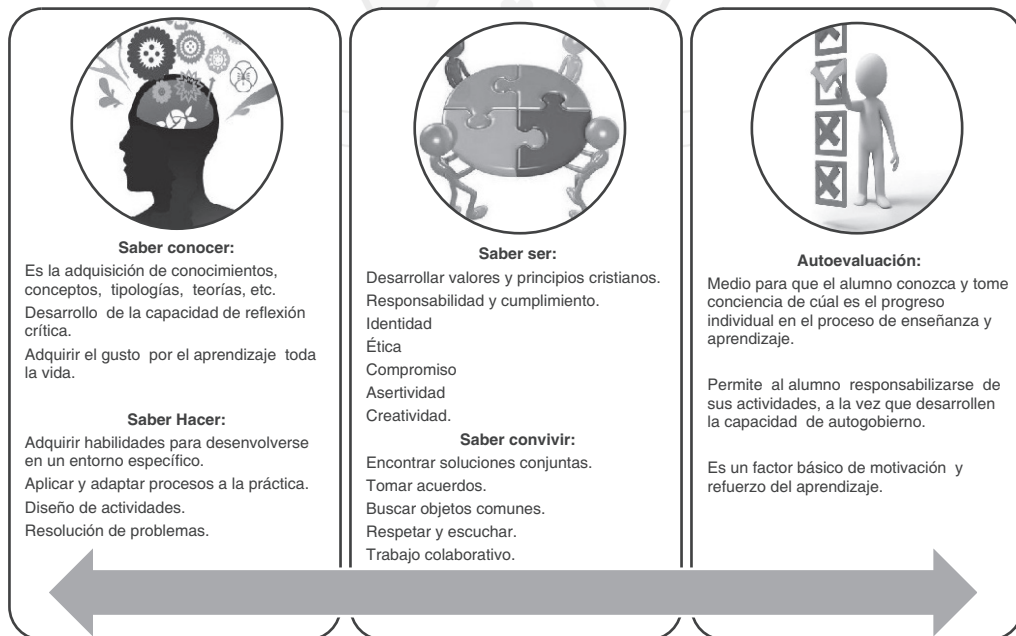 Saber conocer:
Es la adquisición de conocimientos,
conceptos, tipologías, teorías, etc.
Desarrollo de la capacidad de reflexión
crítica.
Adquirir el gusto por el aprendizaje toda
la vida.
Saber Hacer:
Adquirir habilidades para desenvolverse
en un entorno específico.
Aplicar y adaptar procesos a la práctica.
Diseño de actividades.
Resolución de problemas.
Saber ser:
Desarrollar valores y principios cristianos.
Responsabilidad y cumplimiento.
Identidad
Ética
Compromiso
Asertividad
Creatividad.
Saber convivir:
Encontrar soluciones conjuntas.
Tomar acuerdos.
Buscar objetos comunes.
Respetar y escuchar.
Trabajo colaborativo.
Autoevaluación:
Medio para que el alumno conozca y tome
conciencia de cúal es el progreso
individual en el proceso de enseñanza y
aprendizaje.
Permite al alumno responsabilizarse de
sus actividades, a la vez que desarrollen
la capacidad de autogobierno.
Es un factor básico de motivación y
refuerzo del aprendizaje.